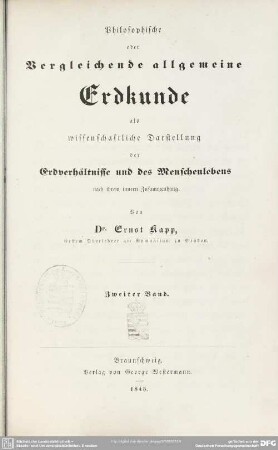 Philosophische
oder
Vergleichende allgemeine
Erdkunde
als
wissenschaftliche Darstellung
der
Erdverhältnisse und des Menschenlebens
nach ihrem innern Zusammenhang.
Von
Dr. Ernst Kapp,
Oberlehrer am Gymnasium zu Minden.
Zweiter Band.
Braunschweig.
Verlag von George Westermann.
1845.
DFG